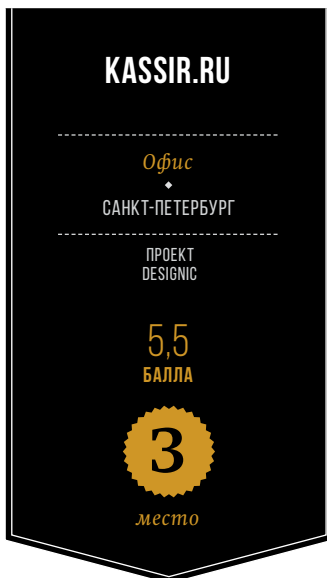 KASSIR.RU
Офис
САНКТ-ПЕТЕРБУРГ
ПРОЕКТ
DESIGNIC
5,5
БАЛЛА
3
место